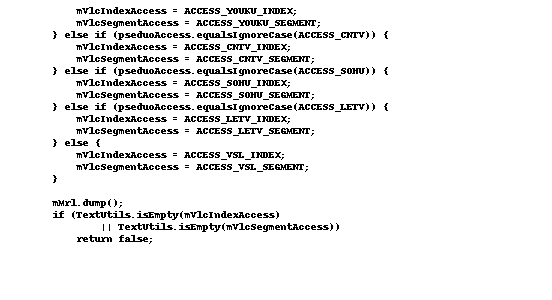 mVlcIndexAccess = ACCESS_YOUKU_INDEX;
mVlcSegmentAccess = ACCESS_YOUKU_SEGMENT;
} else if (pseduoAccess.equalsIgnoreCase(ACCESS_CNTV)) {
mVlcIndexAccess = ACCESS_CNTV_INDEX;
mVlcSegmentAccess = ACCESS_CNTV_SEGMENT;
} else if (pseduoAccess.equalsIgnoreCase(ACCESS_SOHU)) {
mVlcIndexAccess = ACCESS_SOHU_INDEX;
mVlcSegmentAccess = ACCESS_SOHU_SEGMENT;
} else if (pseduoAccess.equalsIgnoreCase(ACCESS_LETV)) {
mVlcIndexAccess = ACCESS_LETV_INDEX;
mVlcSegmentAccess = ACCESS_LETV_SEGMENT;
} else {
mVlcIndexAccess = ACCESS_VSL_INDEX;
mVlcSegmentAccess = ACCESS_VSL_SEGMENT;
}
mMrl.dump();
if (TextUtils.isEmpty(mVlcIndexAccess)
|| TextUtils.isEmpty(mVlcSegmentAccess))
return false;